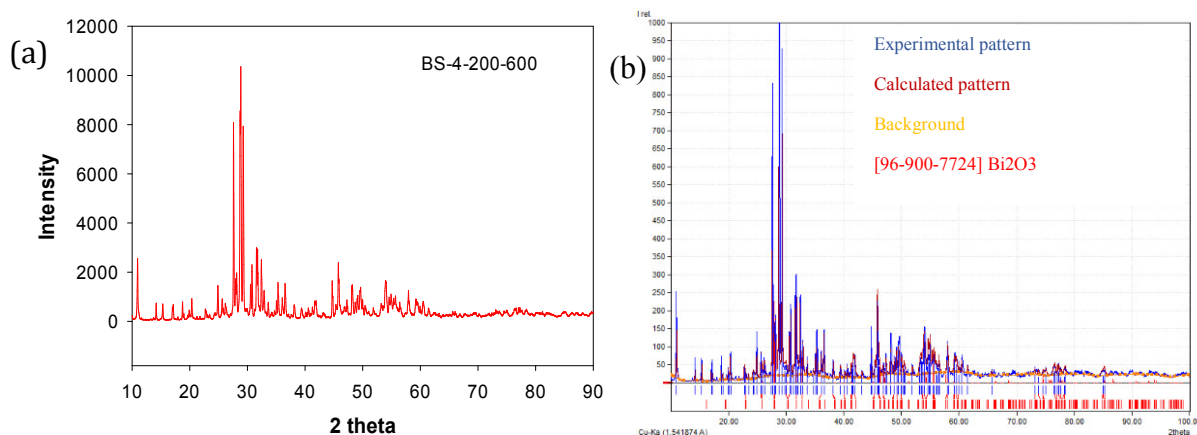 (a)
BS-4-200-600
12000
10000
8000
6000
4000
2000
0
Intensity
10 20 30 40 50 60 70 80 90
2 theta
(b)
I rel.
1000
950
900
850
800
750
700
650
600
550
500
450
400
350
300
250
200
150
100
50
Experimental pattern
Calculated pattern
Background
[96-900-7724] Bi2O3
20.00 30.00 40.00 50.00 60.00 70.00 80.00 90.00 100.0
Cu-Ka (1.541874 A) 2theta